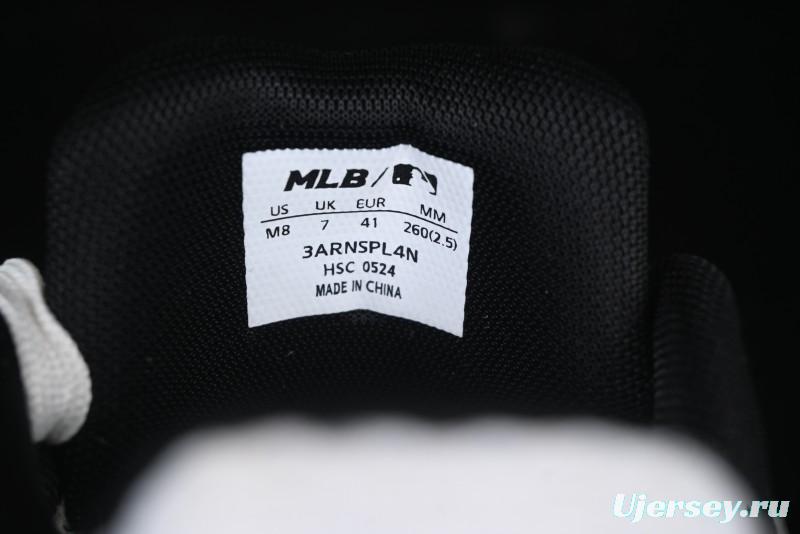 MLB/
US UK EUR MM
M8 7 41 260(2.5)
3ARNSPL4N
HSC 0524
MADE IN CHINA
Ujersey.ru